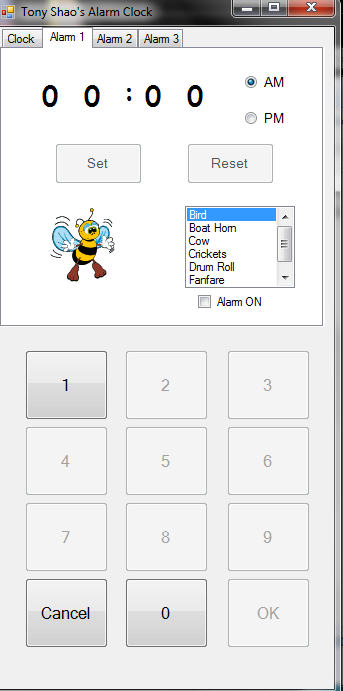 Tony Shao's Alarm Clock
Clock Alarm 1 Alarm 2 Alarm 3
0 0 : 0 0
AM
PM
Set Reset
Bird
Boat Horn
Cow
Crickets
Drum Roll
Fanfare
Alarm ON
1 2 3
4 5 6
7 8 9
Cancel 0 OK